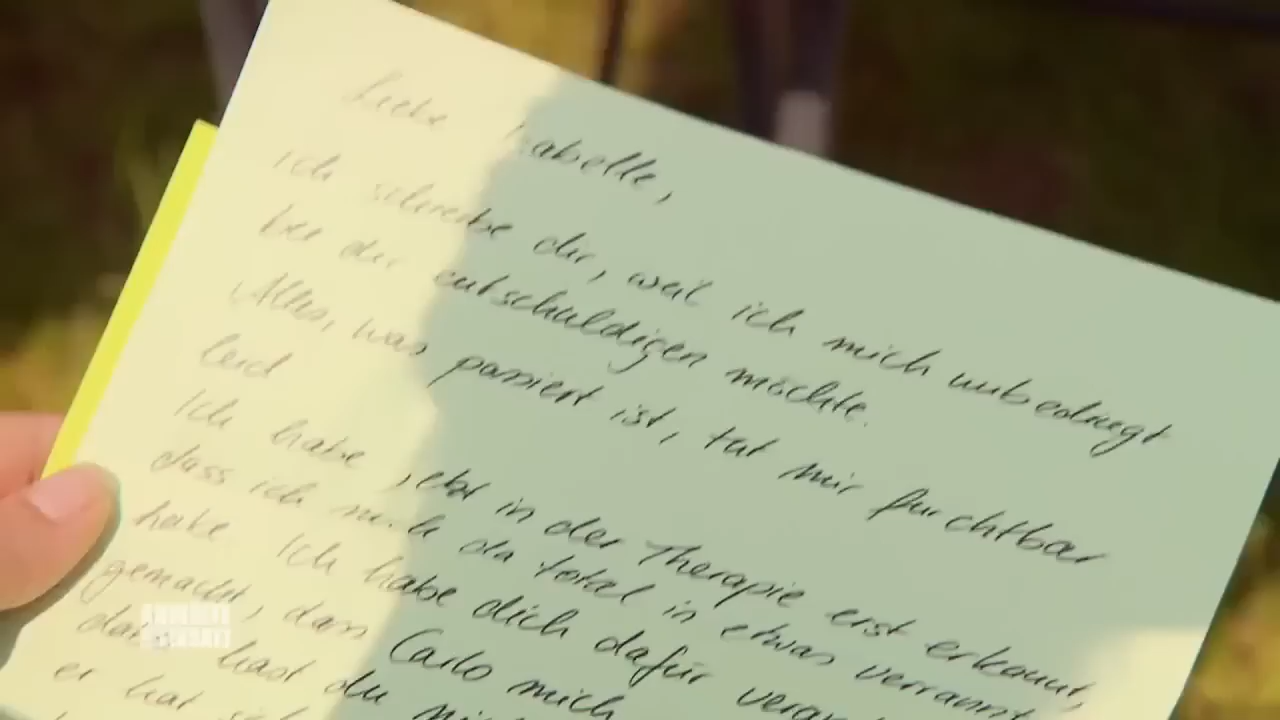 Liebe Isabelle,
ich schreibe dir, weil ich mich unbedingt
bei dir entschuldigen möchte.
Alles, was passiert ist, tut mir furchtbar
leid
Ich habe jetzt in der Therapie erst erkannt,
dass ich mich da total in etwas verrannt
habe. Ich habe dich dafür
gemacht, dass Carlo mich
hast du
er hat